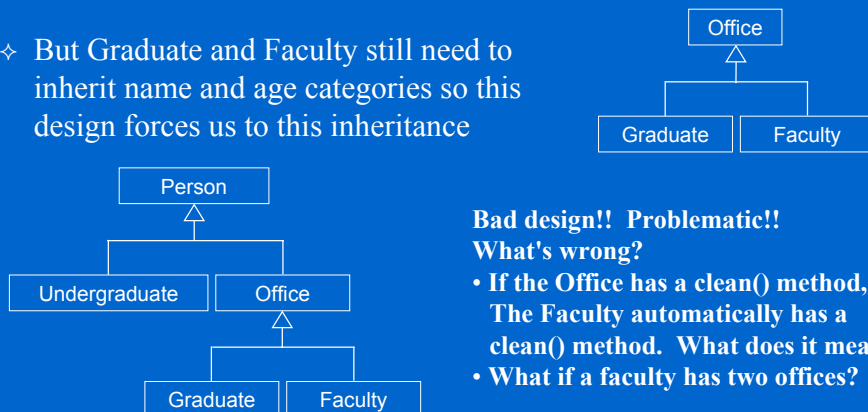 ✧ But Graduate and Faculty still need to
inherit name and age categories so this
design forces us to this inheritance
Office
Graduate Faculty
Person
Undergraduate Office
Graduate Faculty
Bad design!! Problematic!!
What's wrong?
• If the Office has a clean() method,
The Faculty automatically has a
clean() method. What does it
• What if a faculty has two offices?